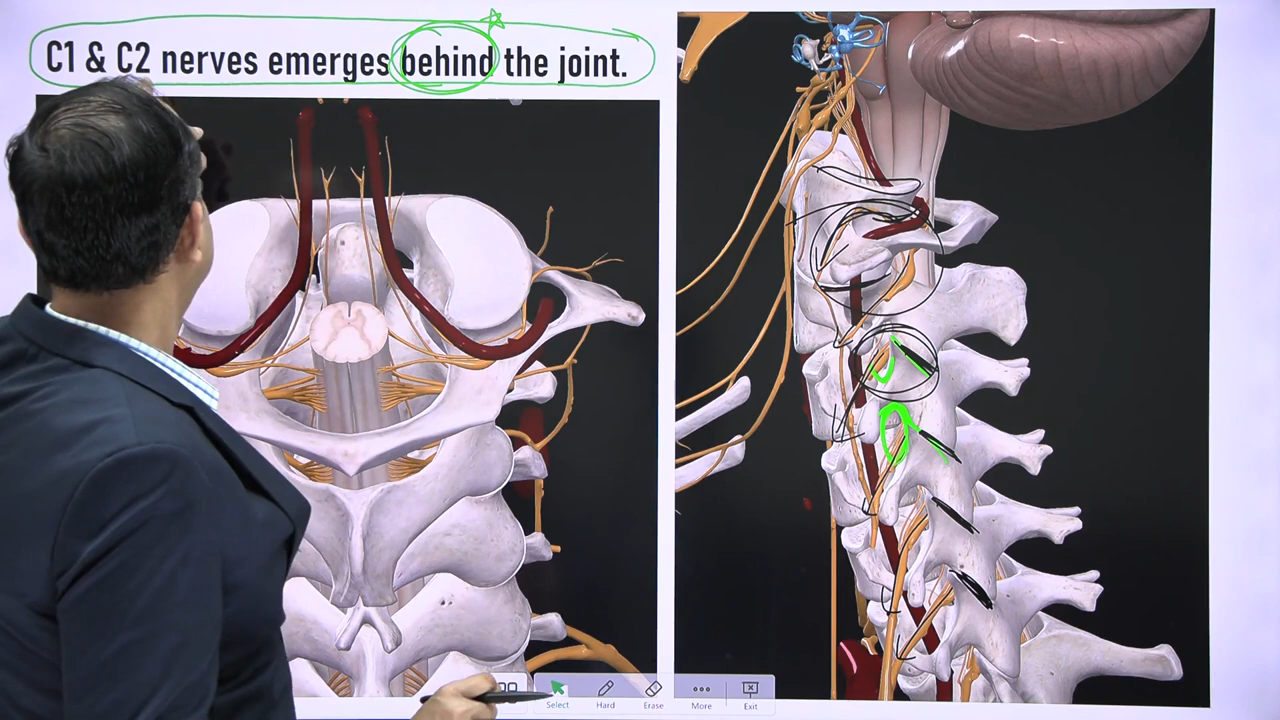 C1 & C2 nerves emerges behind the joint.
Select Hard Erase More Exit